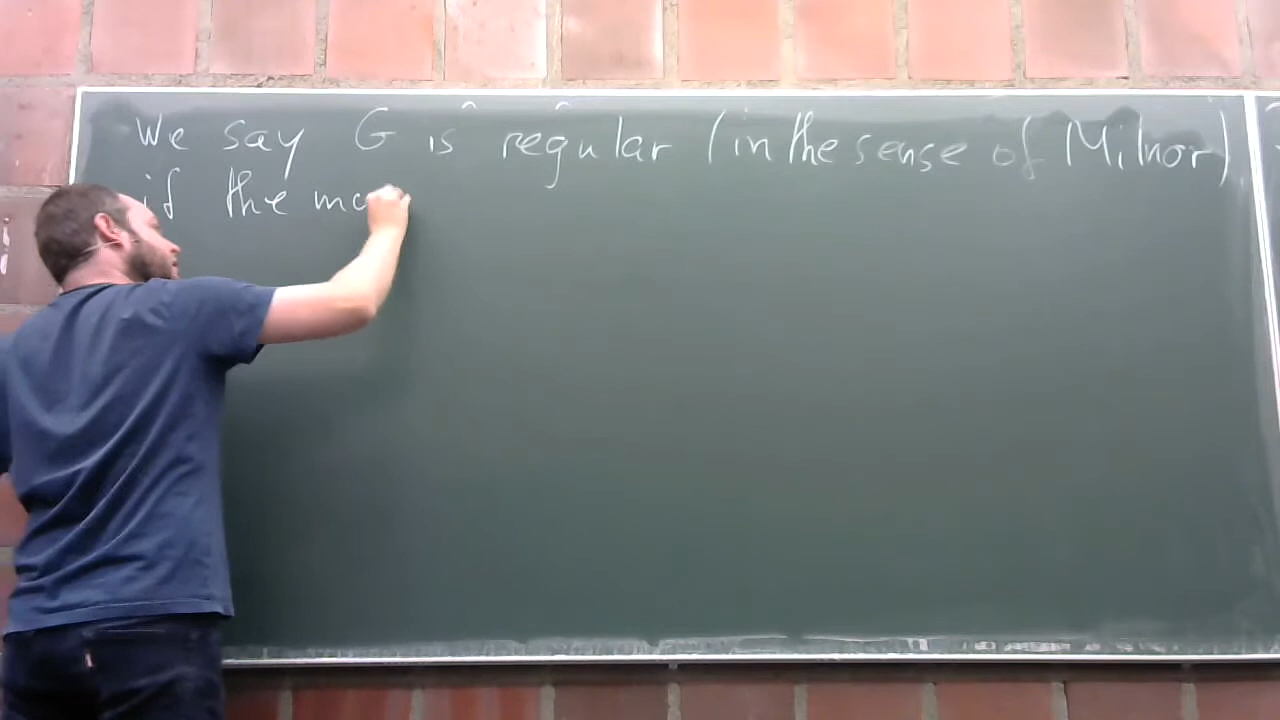 We say G is regular (in the sense of Milnor)
if the